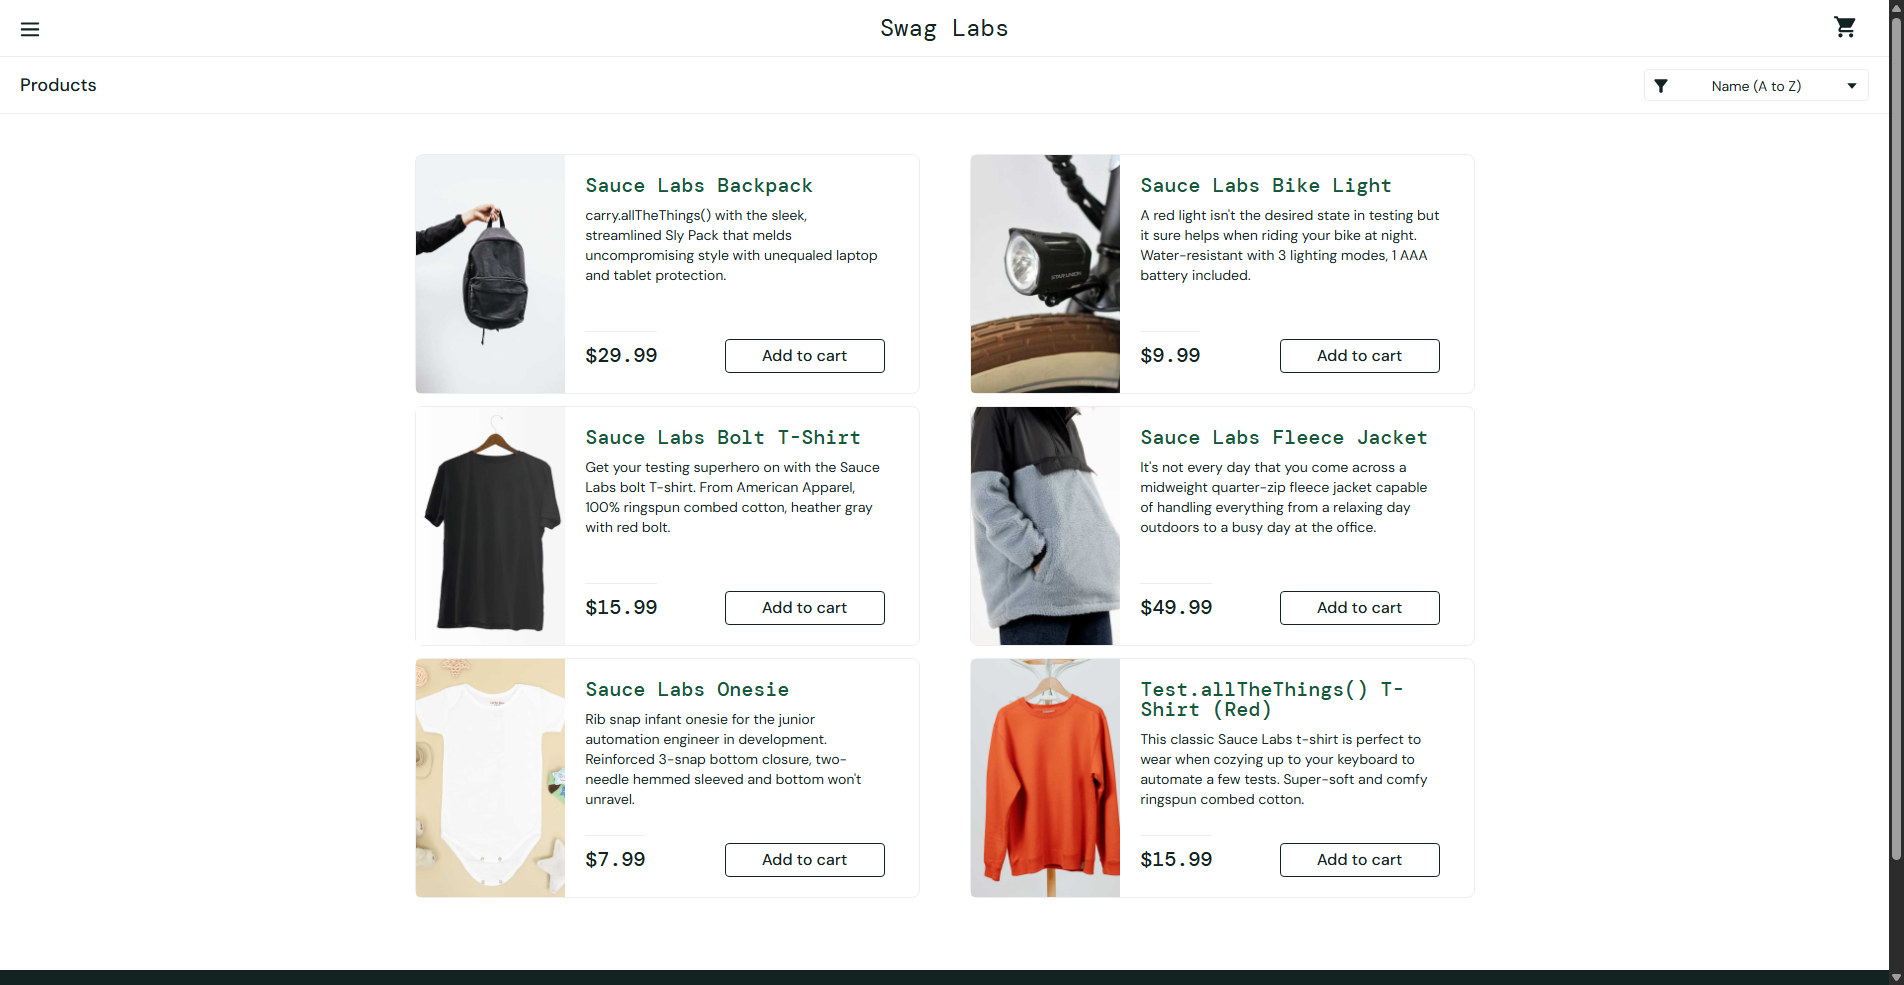 Swag Labs
Products
Name (A to Z)
Sauce Labs Backpack
carry.allTheThings() with the sleek,
streamlined Sly Pack that melds
uncompromising style with unequaled laptop
and tablet protection.
$29.99
Add to cart
Sauce Labs Bike Light
A red light isn't the desired state in testing but
it sure helps when riding your bike at night.
Water-resistant with 3 lighting modes, 1 AAA
battery included.
$9.99
Add to cart
STAR UNION
Sauce Labs Bolt T-Shirt
Get your testing superhero on with the Sauce
Labs bolt T-shirt. From American Apparel,
100% ringspun combed cotton, heather gray
with red bolt.
$15.99
Add to cart
Sauce Labs Fleece Jacket
It's not every day that you come across a
midweight quarter-zip fleece jacket capable
of handling everything from a relaxing day
outdoors to a busy day at the office.
$49.99
Add to cart
Sauce Labs Onesie
Rib snap infant onesie for the junior
automation engineer in development.
Reinforced 3-snap bottom closure, two-
needle hemmed sleeved and bottom won't
unravel.
$7.99
Add to cart
Test.allTheThings() T-
Shirt (Red)
This classic Sauce Labs t-shirt is perfect to
wear when cozying up to your keyboard to
automate a few tests. Super-soft and comfy
ringspun combed cotton.
$15.99
Add to cart